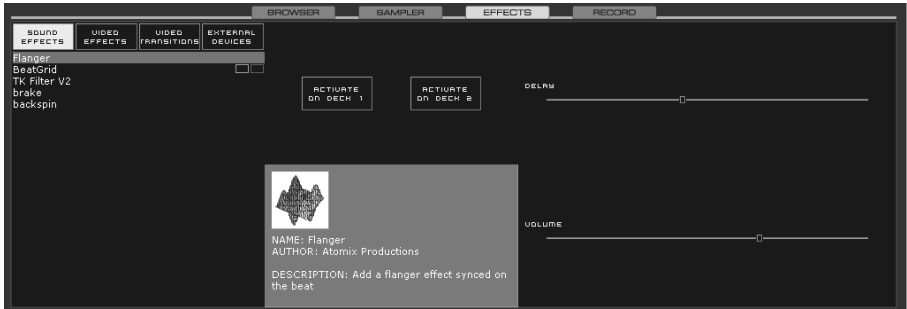 BROWSER SAMPLER EFFECTS RECORD
SOUND EFFECTS
VIDEO EFFECTS
VIDEO TRANSITIONS
EXTERNAL DEVICES
Flanger
BeatGrid
TK Filter V2
brake
backspin
ACTIVATE
ON DECK 1
ACTIVATE
ON DECK 2
DELAY
NAME: Flanger
AUTHOR: Atomix Productions
DESCRIPTION: Add a flanger effect synced on
the beat
VOLUME